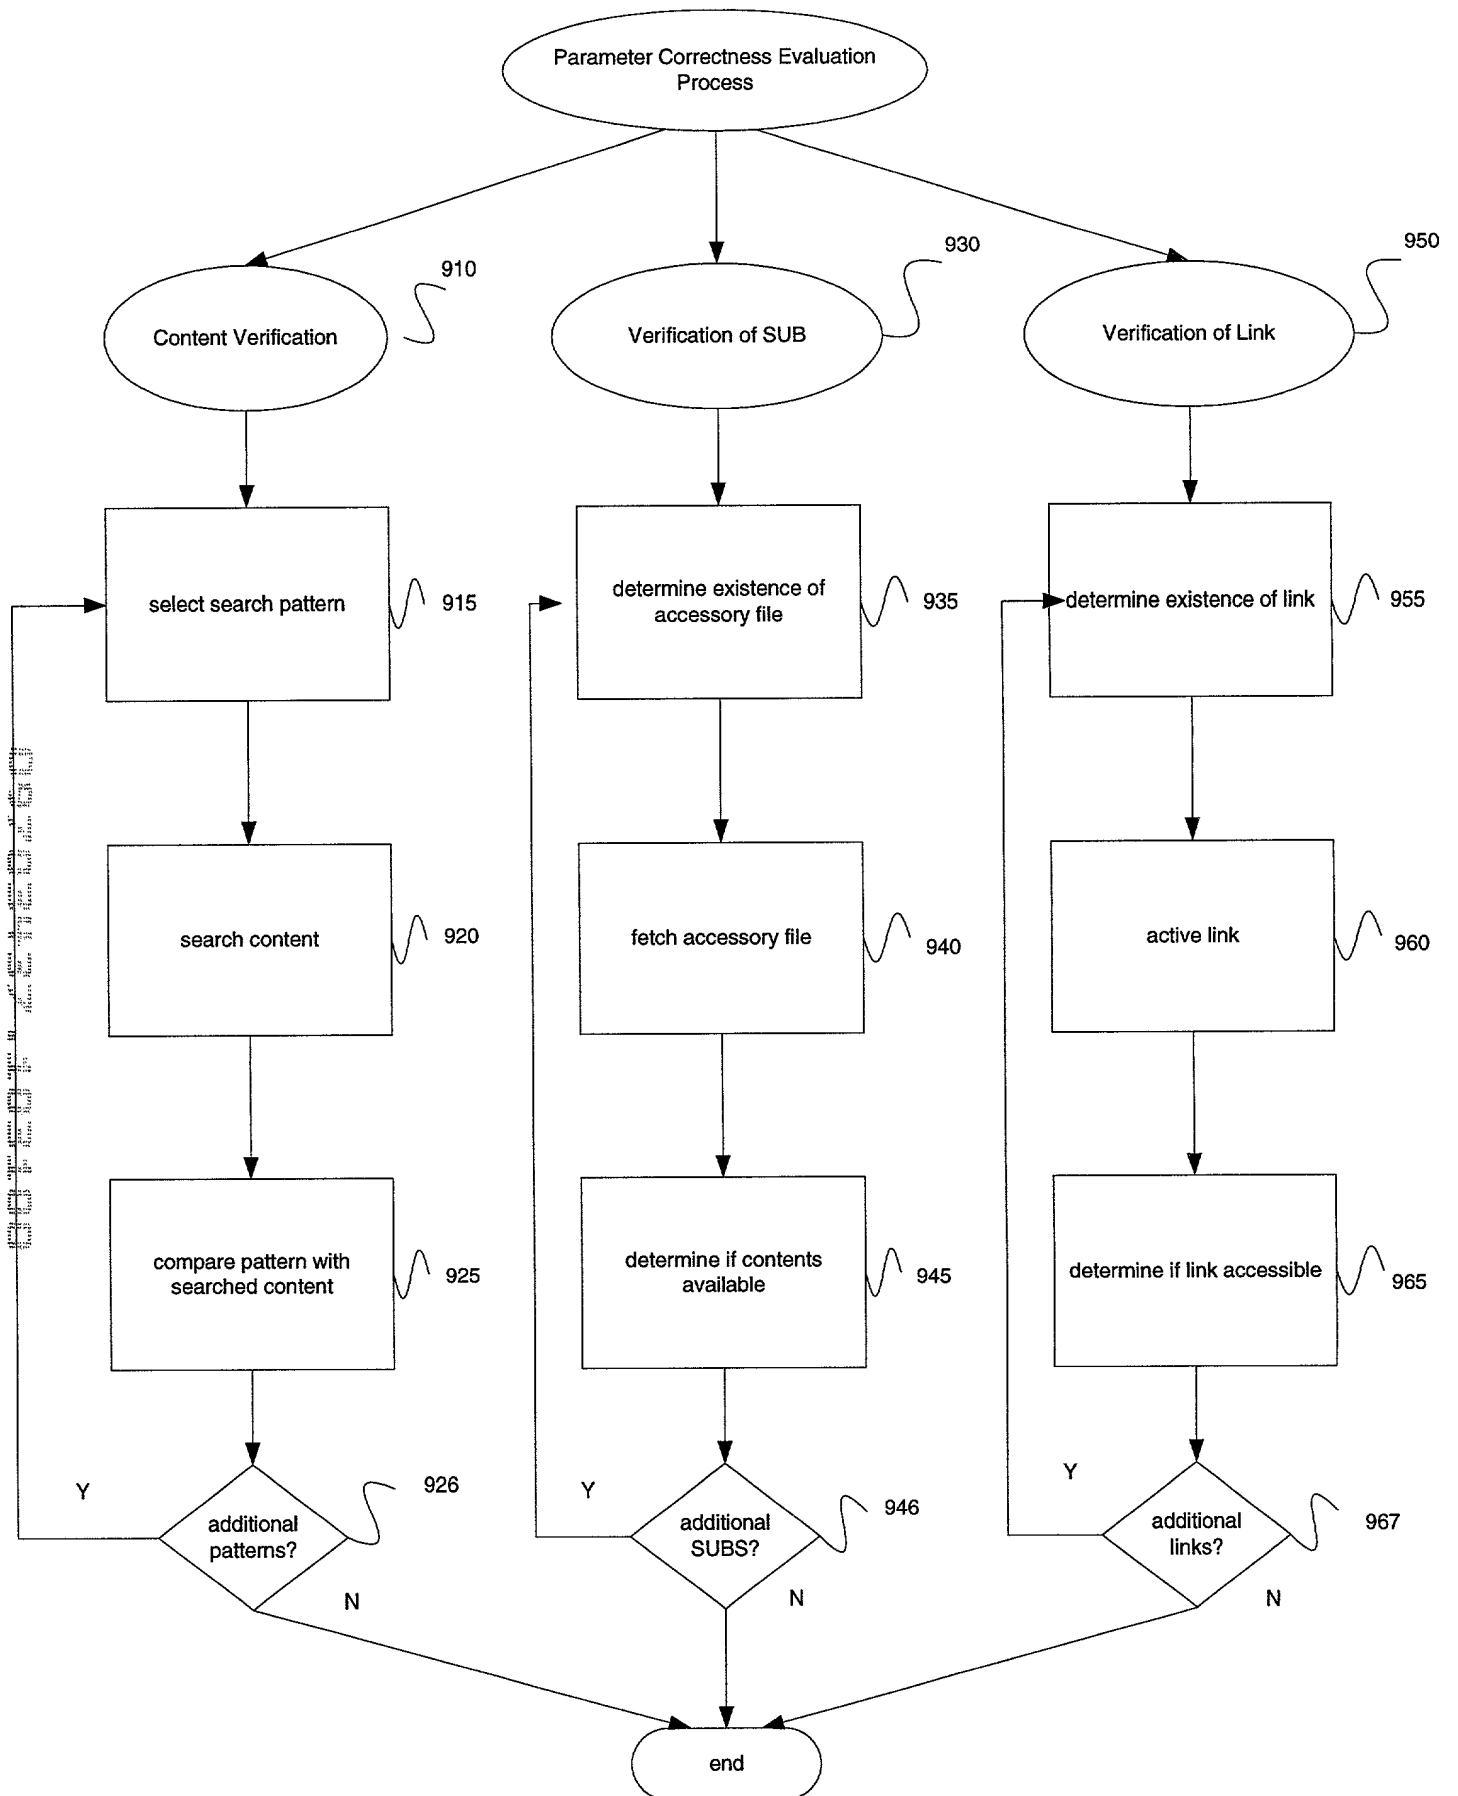 Parameter Correctness Evaluation
Process
910
930
950
Content Verification
Verification of SUB
Verification of Link
select search pattern
915
determine existence of
accessory file
935
determine existence of link
955
search content
920
fetch accessory file
940
active link
960
compare pattern with
searched content
925
determine if contents
available
945
determine if link accessible
965
Y
additional
patterns?
926
N
Y
additional
SUBS?
946
N
Y
additional
links?
967
N
end